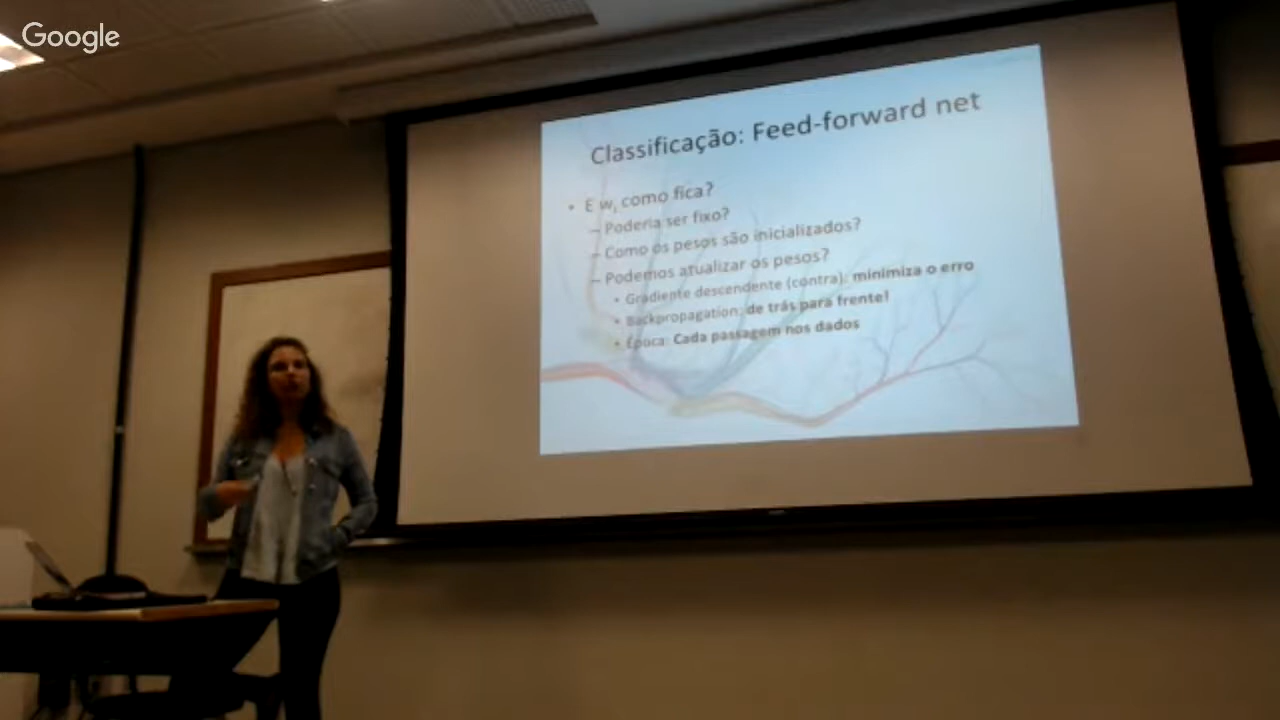 Google
Classificação: Feed-forward net
• E wᵢ como fica?
– Poderia ser fixo?
– Como os pesos são inicializados?
– Podemos atualizar os pesos?
• Gradiente descendente (contra): minimiza o erro
• Backpropagation: de trás para frente!
• Época: Cada passagem nos dados